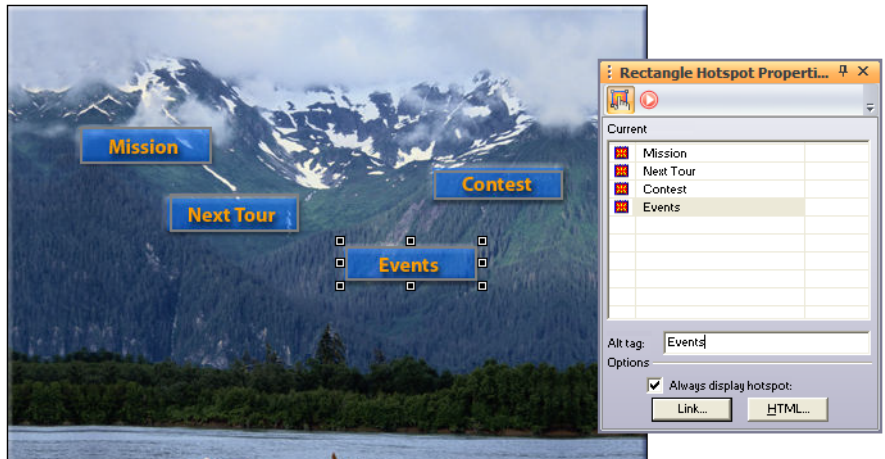 Mission
Next Tour
Contest
Events
Rectangle Hotspot Properti...
Current
Mission
Next Tour
Contest
Events
Alt tag: Events
Options
Always display hotspot:
Link... HTML...